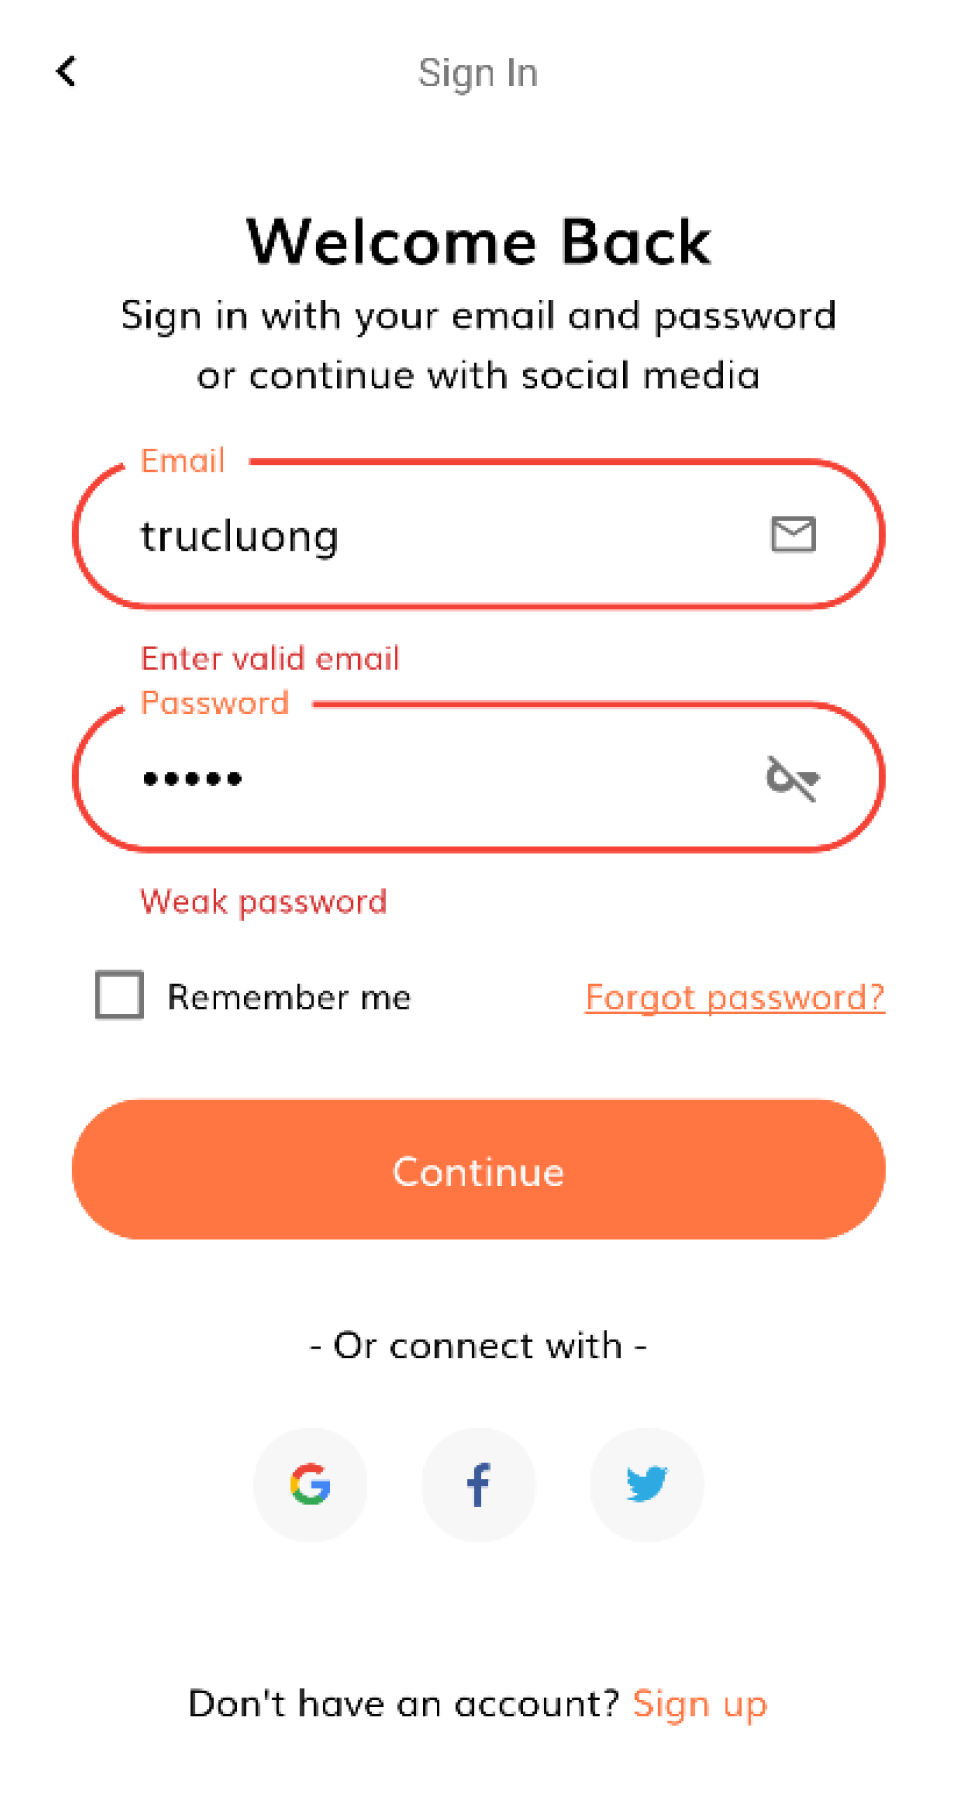 Sign In
Welcome Back
Sign in with your email and password
or continue with social media
Email
trucluong
Enter valid email
Password
•••••
Weak password
Remember me
Forgot password?
Continue
- Or connect with -
Don't have an account? Sign up